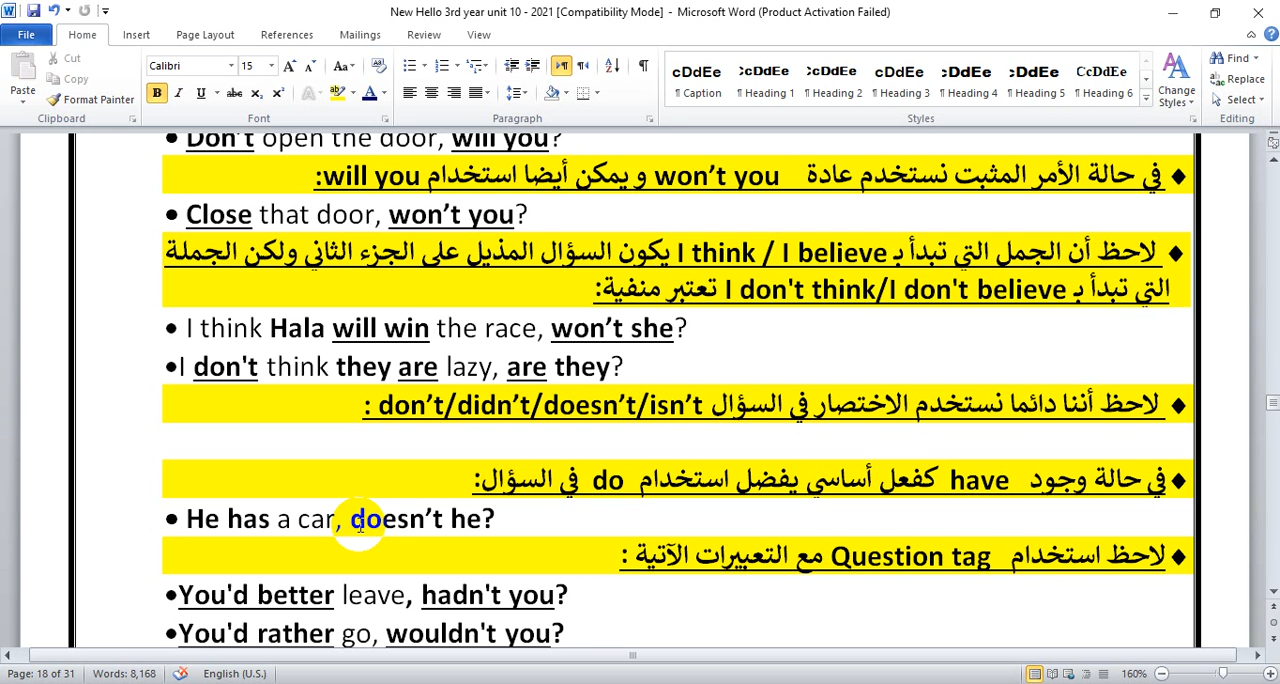 New Hello 3rd year unit 10 - 2021 [Compatibility Mode] - Microsoft Word (Product Activation Failed)
File Home Insert Page Layout References Mailings Review View
Paste Cut Copy Format Painter
Calibri 15
B I U abc x₂ x² A A Aa
¶ Caption ¶ Heading 1 ¶ Heading 2 ¶ Heading 3 ¶ Heading 4 ¶ Heading 5 ¶ Heading 6
Change Styles
Find Replace Select
Clipboard Font Paragraph Styles Editing
• Don't open the door, will you?
♦ في حالة الأمر المثبت نستخدم عادة won't you و يمكن أيضا استخدام will you:
• Close that door, won't you?
♦ لاحظ أن الجمل التي تبدأ بـ I think / I believe يكون السؤال المذيل على الجزء الثاني ولكن الجملة
التي تبدأ بـ I don't think/I don't believe تعتبر منفية:
• I think Hala will win the race, won't she?
•I don't think they are lazy, are they?
♦ لاحظ أننا دائما نستخدم الاختصار في السؤال don't/didn't/doesn't/isn't :
♦ في حالة وجود have كفعل أساسي يفضل استخدام do في السؤال:
• He has a car, doesn't he?
♦ لاحظ استخدام Question tag مع التعبيرات الآتية :
•You'd better leave, hadn't you?
•You'd rather go, wouldn't you?
Page: 18 of 31 Words: 8,168 English (U.S.) 160%